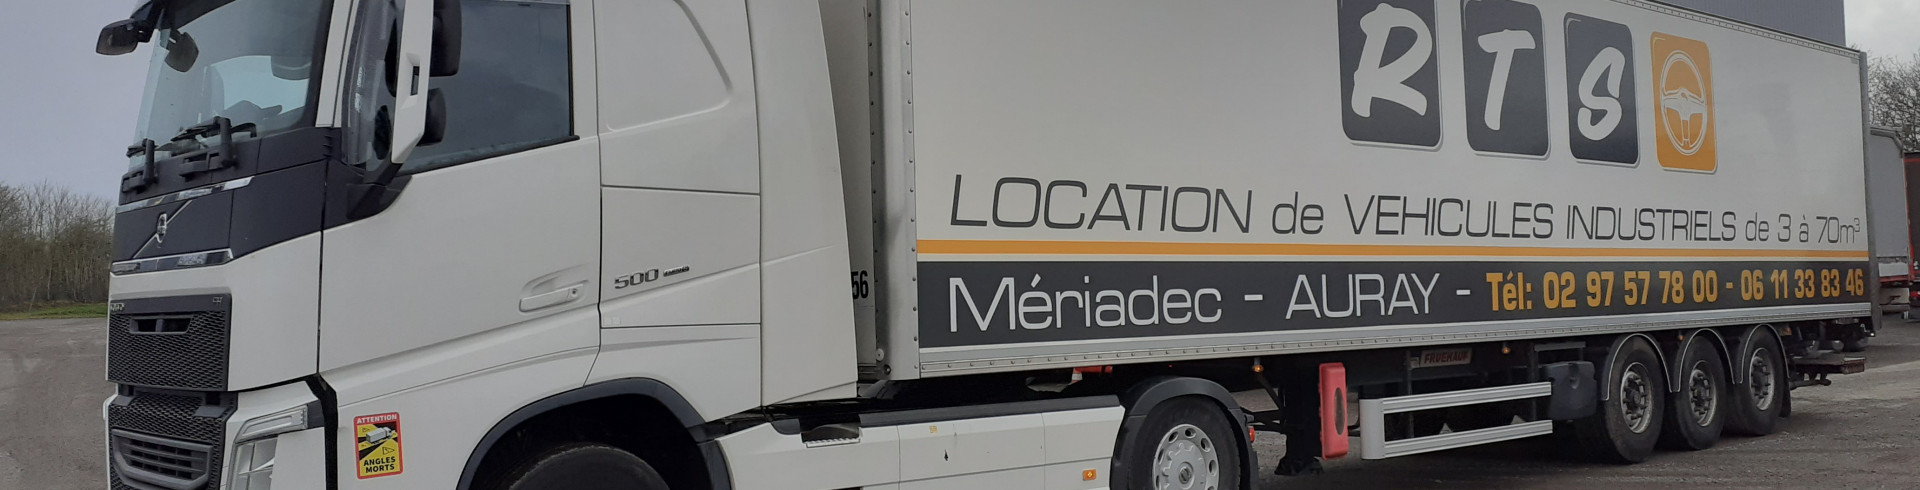 RTS
LOCATION de VEHICULES INDUSTRIELS de 3 à 70m³
Mériadec - AURAY - Tél: 02 97 57 78 00 - 06 11 33 83 46
500
56
FRUEHAUF
ATTENTION
ANGLES
MORTS